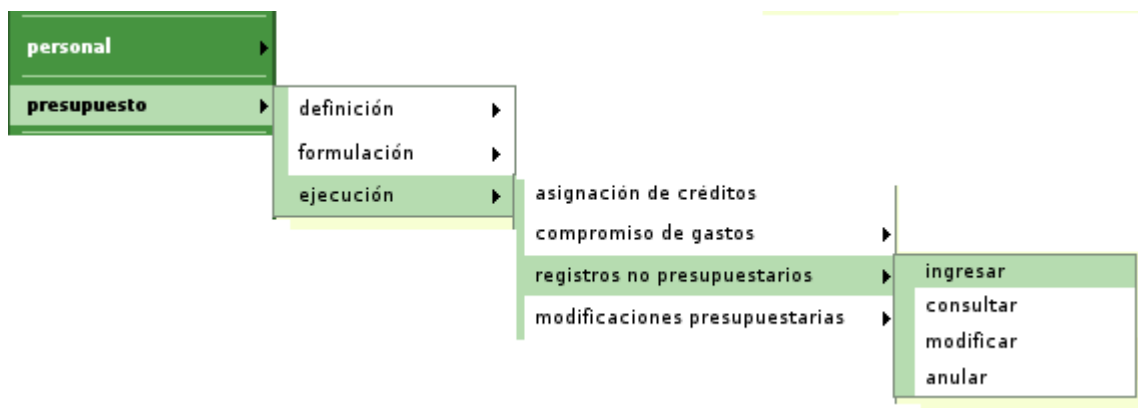 personal
presupuesto
definición
formulación
ejecución
asignación de créditos
compromiso de gastos
registros no presupuestarios
modificaciones presupuestarias
ingresar
consultar
modificar
anular